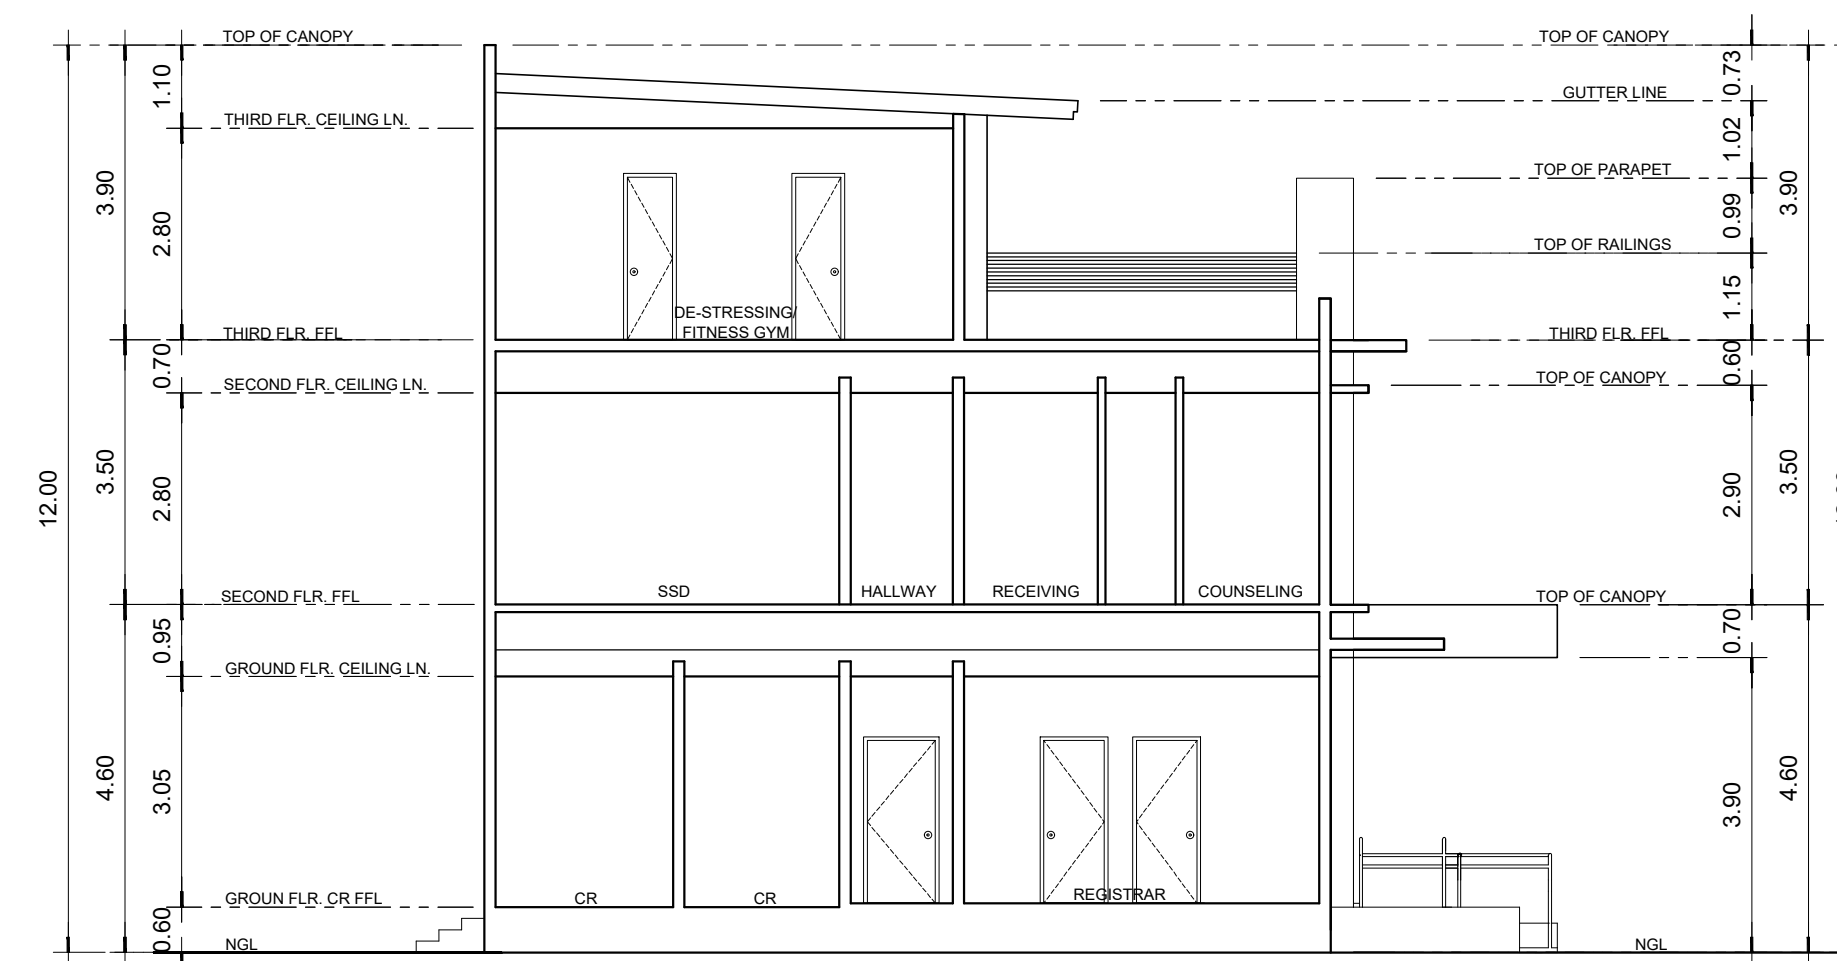 TOP OF CANOPY
TOP OF CANOPY
1.10
0.73
GUTTER LINE
THIRD FLR. CEILING LN.
1.02
TOP OF PARAPET
3.90
3.90
2.80
0.99
TOP OF RAILINGS
1.15
DE-STRESSING/
FITNESS GYM
THIRD FLR. FFL
THIRD FLR. FFL
0.70
0.60
SECOND FLR. CEILING LN.
TOP OF CANOPY
12.00
3.50
2.80
2.90
3.50
SSD
HALLWAY
RECEIVING
COUNSELING
SECOND FLR. FFL
TOP OF CANOPY
0.95
0.70
GROUND FLR. CEILING LN.
4.60
3.05
3.90
4.60
GROUN FLR. CR FFL
CR
CR
REGISTRAR
0.60
NGL
NGL